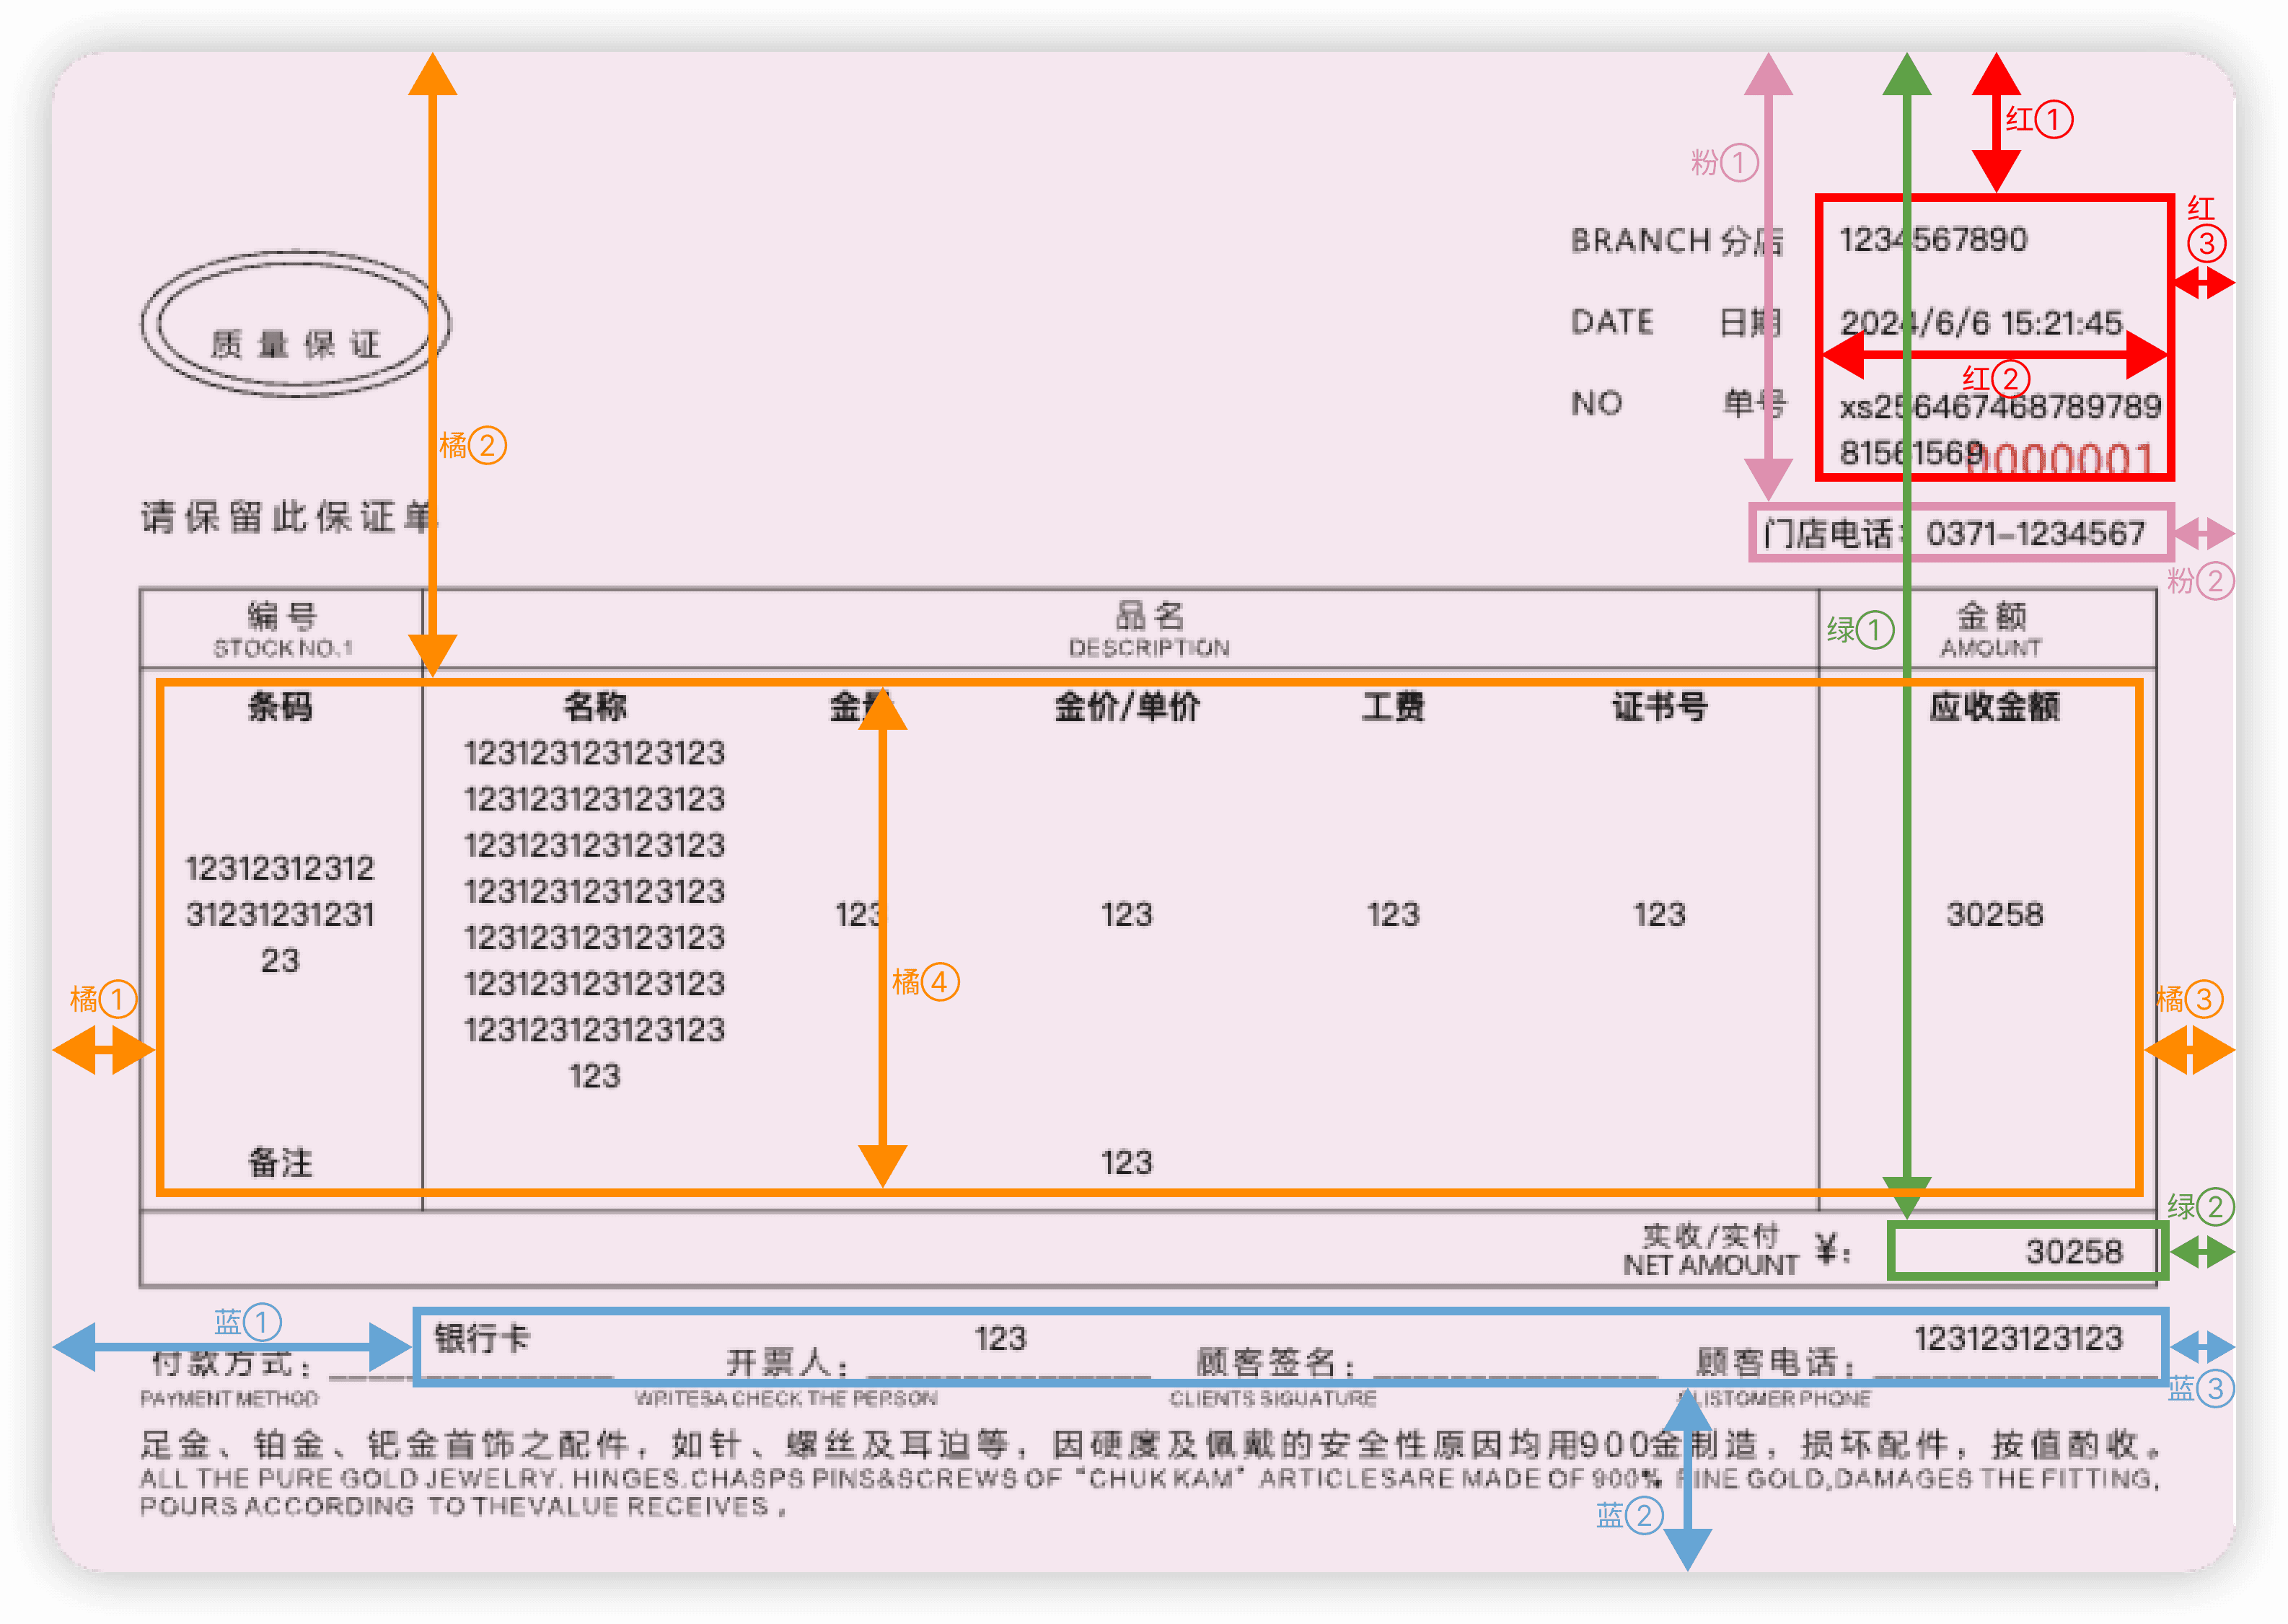 红①
粉①
红③
BRANCH 分店 1234567890
DATE 日期 2024/6/6 15:21:45
质量保证
红②
NO 单号 xs256467468789789
橘②
81561569
0000001
请保留此保证单
门店电话: 0371-1234567
粉②
编号 品名 金额
绿①
STOCK NO.1 DESCRIPTION AMOUNT
条码 名称 金量 金价/单价 工费 证书号 应收金额
123123123123123
123123123123123
123123123123123
12312312312
123123123123123
31231231231 123 123 123 123 30258
123123123123123
23
123123123123123
橘④
橘① 橘③
123123123123123
123
备注 123
绿②
实收/实付 ¥: 30258
NET AMOUNT
蓝①
银行卡 123 123123123123
付款方式: 开票人: 顾客签名: 顾客电话:
蓝③
PAYMENT METHOD WRITESA CHECK THE PERSON CLIENTS SIGUATURE CLISTOMER PHONE
足金、铂金、钯金首饰之配件，如针、螺丝及耳迫等，因硬度及佩戴的安全性原因均用900金制造，损坏配件，按值酌收。
ALL THE PURE GOLD JEWELRY. HINGES.CHASPS PINS&SCREWS OF "CHUK KAM" ARTICLESARE MADE OF 900% FINE GOLD,DAMAGES THE FITTING,
POURS ACCORDING TO THEVALUE RECEIVES .
蓝②